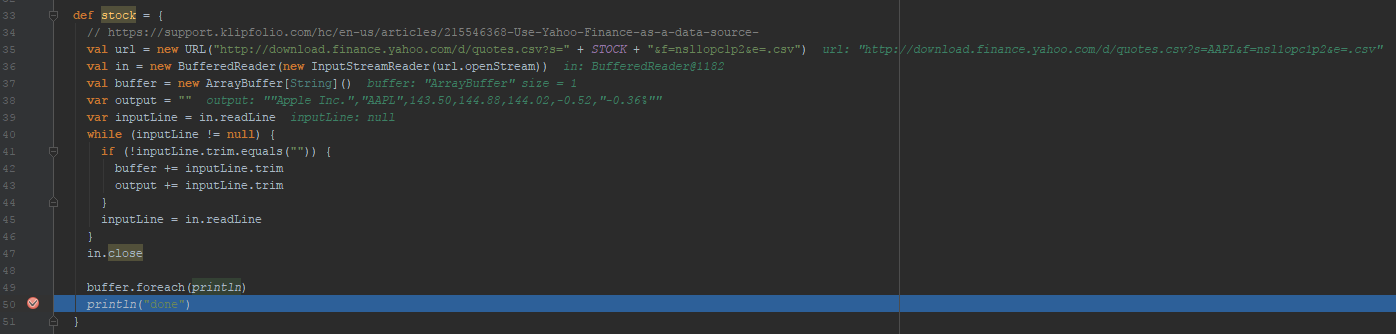 33 def stock = {
34 // https://support.klipfolio.com/hc/en-us/articles/215546368-Use-Yahoo-Finance-as-a-data-source-
35 val url = new URL("http://download.finance.yahoo.com/d/quotes.csv?s=" + STOCK + "&f=nsl1opc1p2&e=.csv") url: "http://download.finance.yahoo.com/d/quotes.csv?s=AAPL&f=nsl1opc1p2&e=.csv"
36 val in = new BufferedReader(new InputStreamReader(url.openStream)) in: BufferedReader@1182
37 val buffer = new ArrayBuffer[String]() buffer: "ArrayBuffer" size = 1
38 var output = "" output: ""Apple Inc.","AAPL",143.50,144.88,144.02,-0.52,"-0.36%""
39 var inputLine = in.readLine inputLine: null
40 while (inputLine != null) {
41 if (!inputLine.trim.equals("")) {
42 buffer += inputLine.trim
43 output += inputLine.trim
44 }
45 inputLine = in.readLine
46 }
47 in.close
48
49 buffer.foreach(println)
50 println("done")
51 }